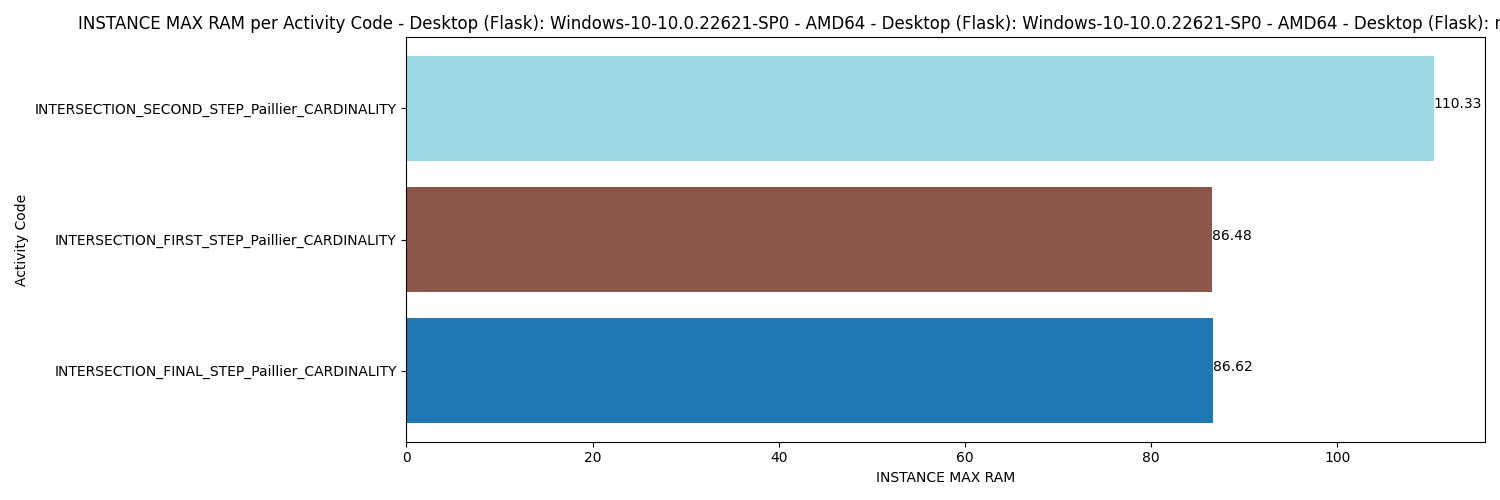 INSTANCE MAX RAM per Activity Code - Desktop (Flask): Windows-10-10.0.22621-SP0 - AMD64 - Desktop (Flask): Windows-10-10.0.22621-SP0 - AMD64 - Desktop (Flask):
INTERSECTION_SECOND_STEP_Paillier_CARDINALITY
110.33
INTERSECTION_FIRST_STEP_Paillier_CARDINALITY
86.48
INTERSECTION_FINAL_STEP_Paillier_CARDINALITY
86.62
Activity Code
0 20 40 60 80 100
INSTANCE MAX RAM